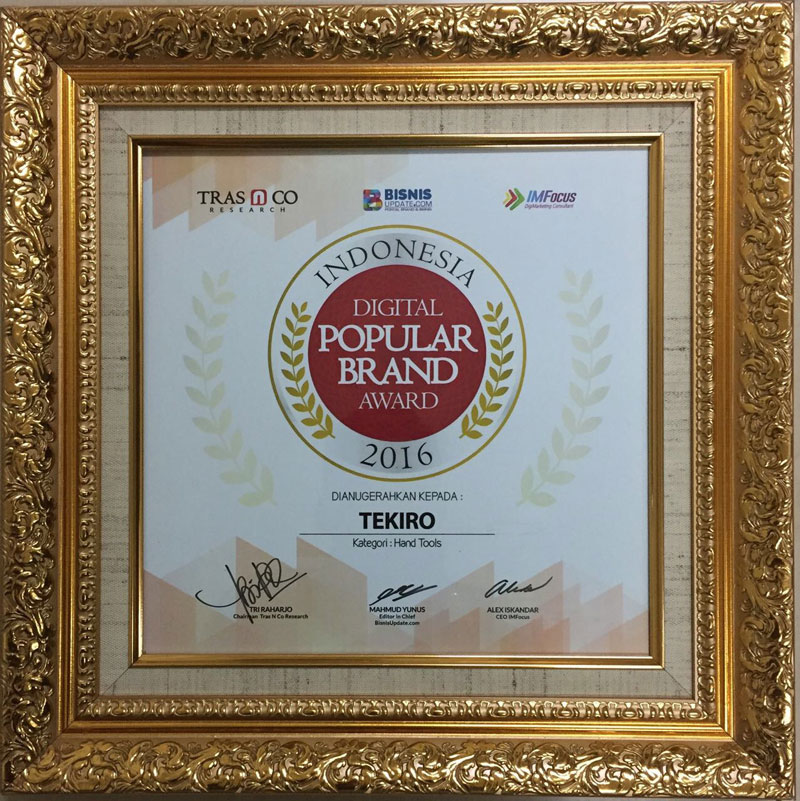 TRAS N CO
RESEARCH
BISNIS
UPDATE.COM
IMFocus
DigiMarketing Consultant
INDONESIA
DIGITAL
POPULAR
BRAND
AWARD
2016
DIANUGERAHKAN KEPADA :
TEKIRO
Kategori : Hand Tools
TRI RAHARJO
Chairman Tras N Co Research
MAHMUD YUNUS
Editor in Chief
BisnisUpdate.com
ALEX ISKANDAR
CEO IMFocus